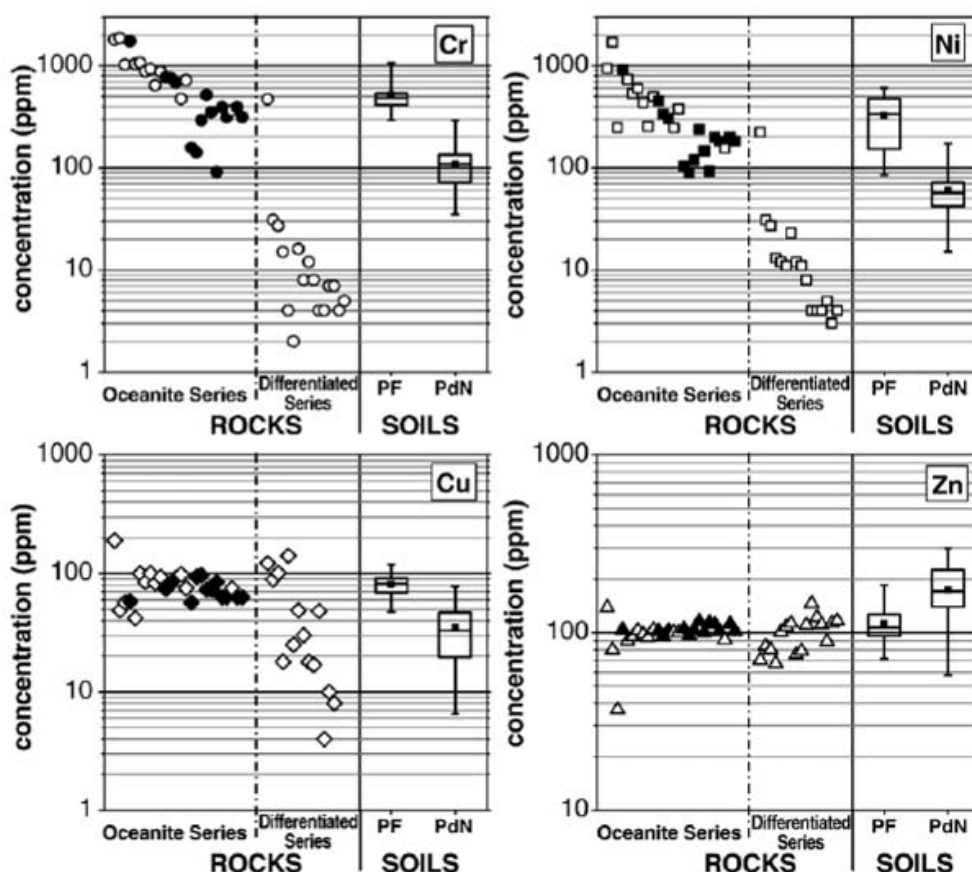 Cr
concentration (ppm)
1000
100
10
1
Oceanite Series
Differentiated
Series
PF
PdN
ROCKS
SOILS
Ni
concentration (ppm)
1000
100
10
1
Oceanite Series
Differentiated
Series
PF
PdN
ROCKS
SOILS
Cu
concentration (ppm)
1000
100
10
1
Oceanite Series
Differentiated
Series
PF
PdN
ROCKS
SOILS
Zn
concentration (ppm)
1000
100
10
Oceanite Series
Differentiated
Series
PF
PdN
ROCKS
SOILS